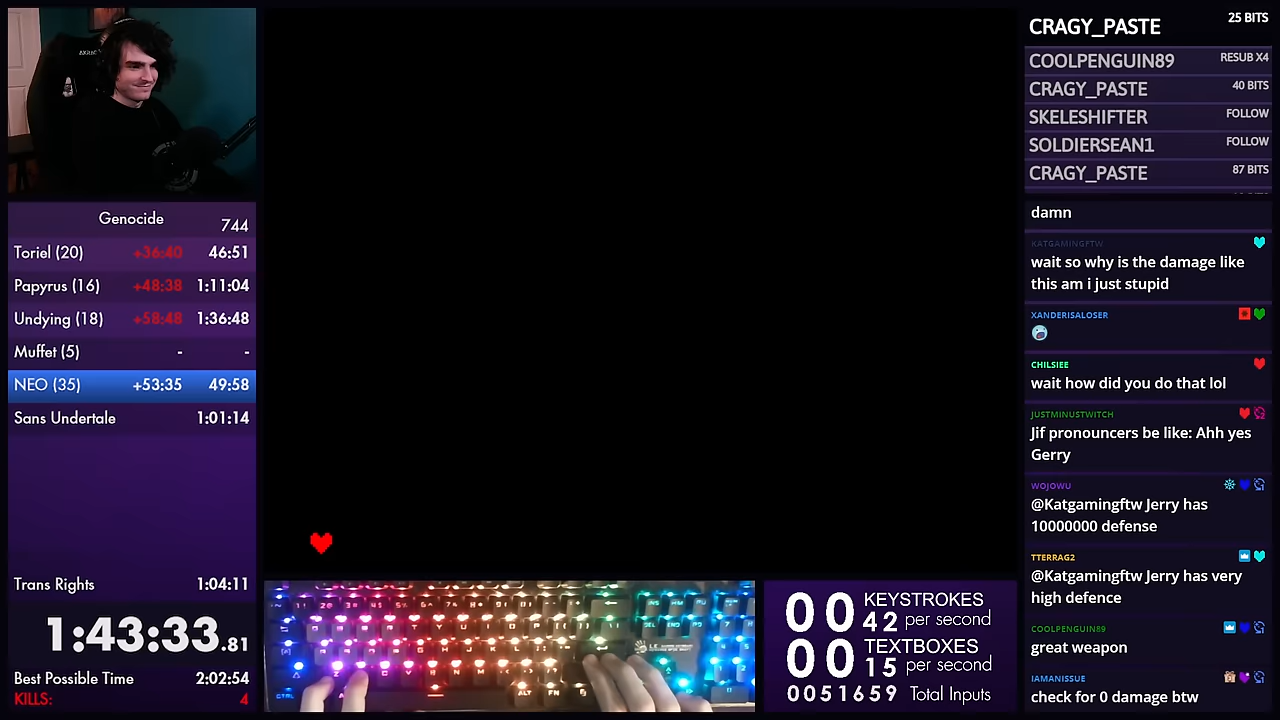 Genocide
744
Toriel (20) +36:40 46:51
Papyrus (16) +48:38 1:11:04
Undying (18) +58:48 1:36:48
Muffet (5) - -
NEO (35) +53:35 49:58
Sans Undertale 1:01:14
Trans Rights 1:04:11
1:43:33.81
Best Possible Time 2:02:54
KILLS: 4
00 42 KEYSTROKES per second
00 15 TEXTBOXES per second
0051659 Total Inputs
CRAGY_PASTE 25 BITS
COOLPENGUIN89 RESUB X4
CRAGY_PASTE 40 BITS
SKELESHIFTER FOLLOW
SOLDIERSEAN1 FOLLOW
CRAGY_PASTE 87 BITS
damn
KATGAMINGFTW
wait so why is the damage like
this am i just stupid
XANDERISALOSER
CHILSIEE
wait how did you do that lol
JUSTMINUSTWITCH
Jif pronouncers be like: Ahh yes
Gerry
WOJOWU
@Katgamingftw Jerry has
10000000 defense
TTERRAG2
@Katgamingftw Jerry has very
high defence
COOLPENGUIN89
great weapon
IAMANISSUE
check for 0 damage btw